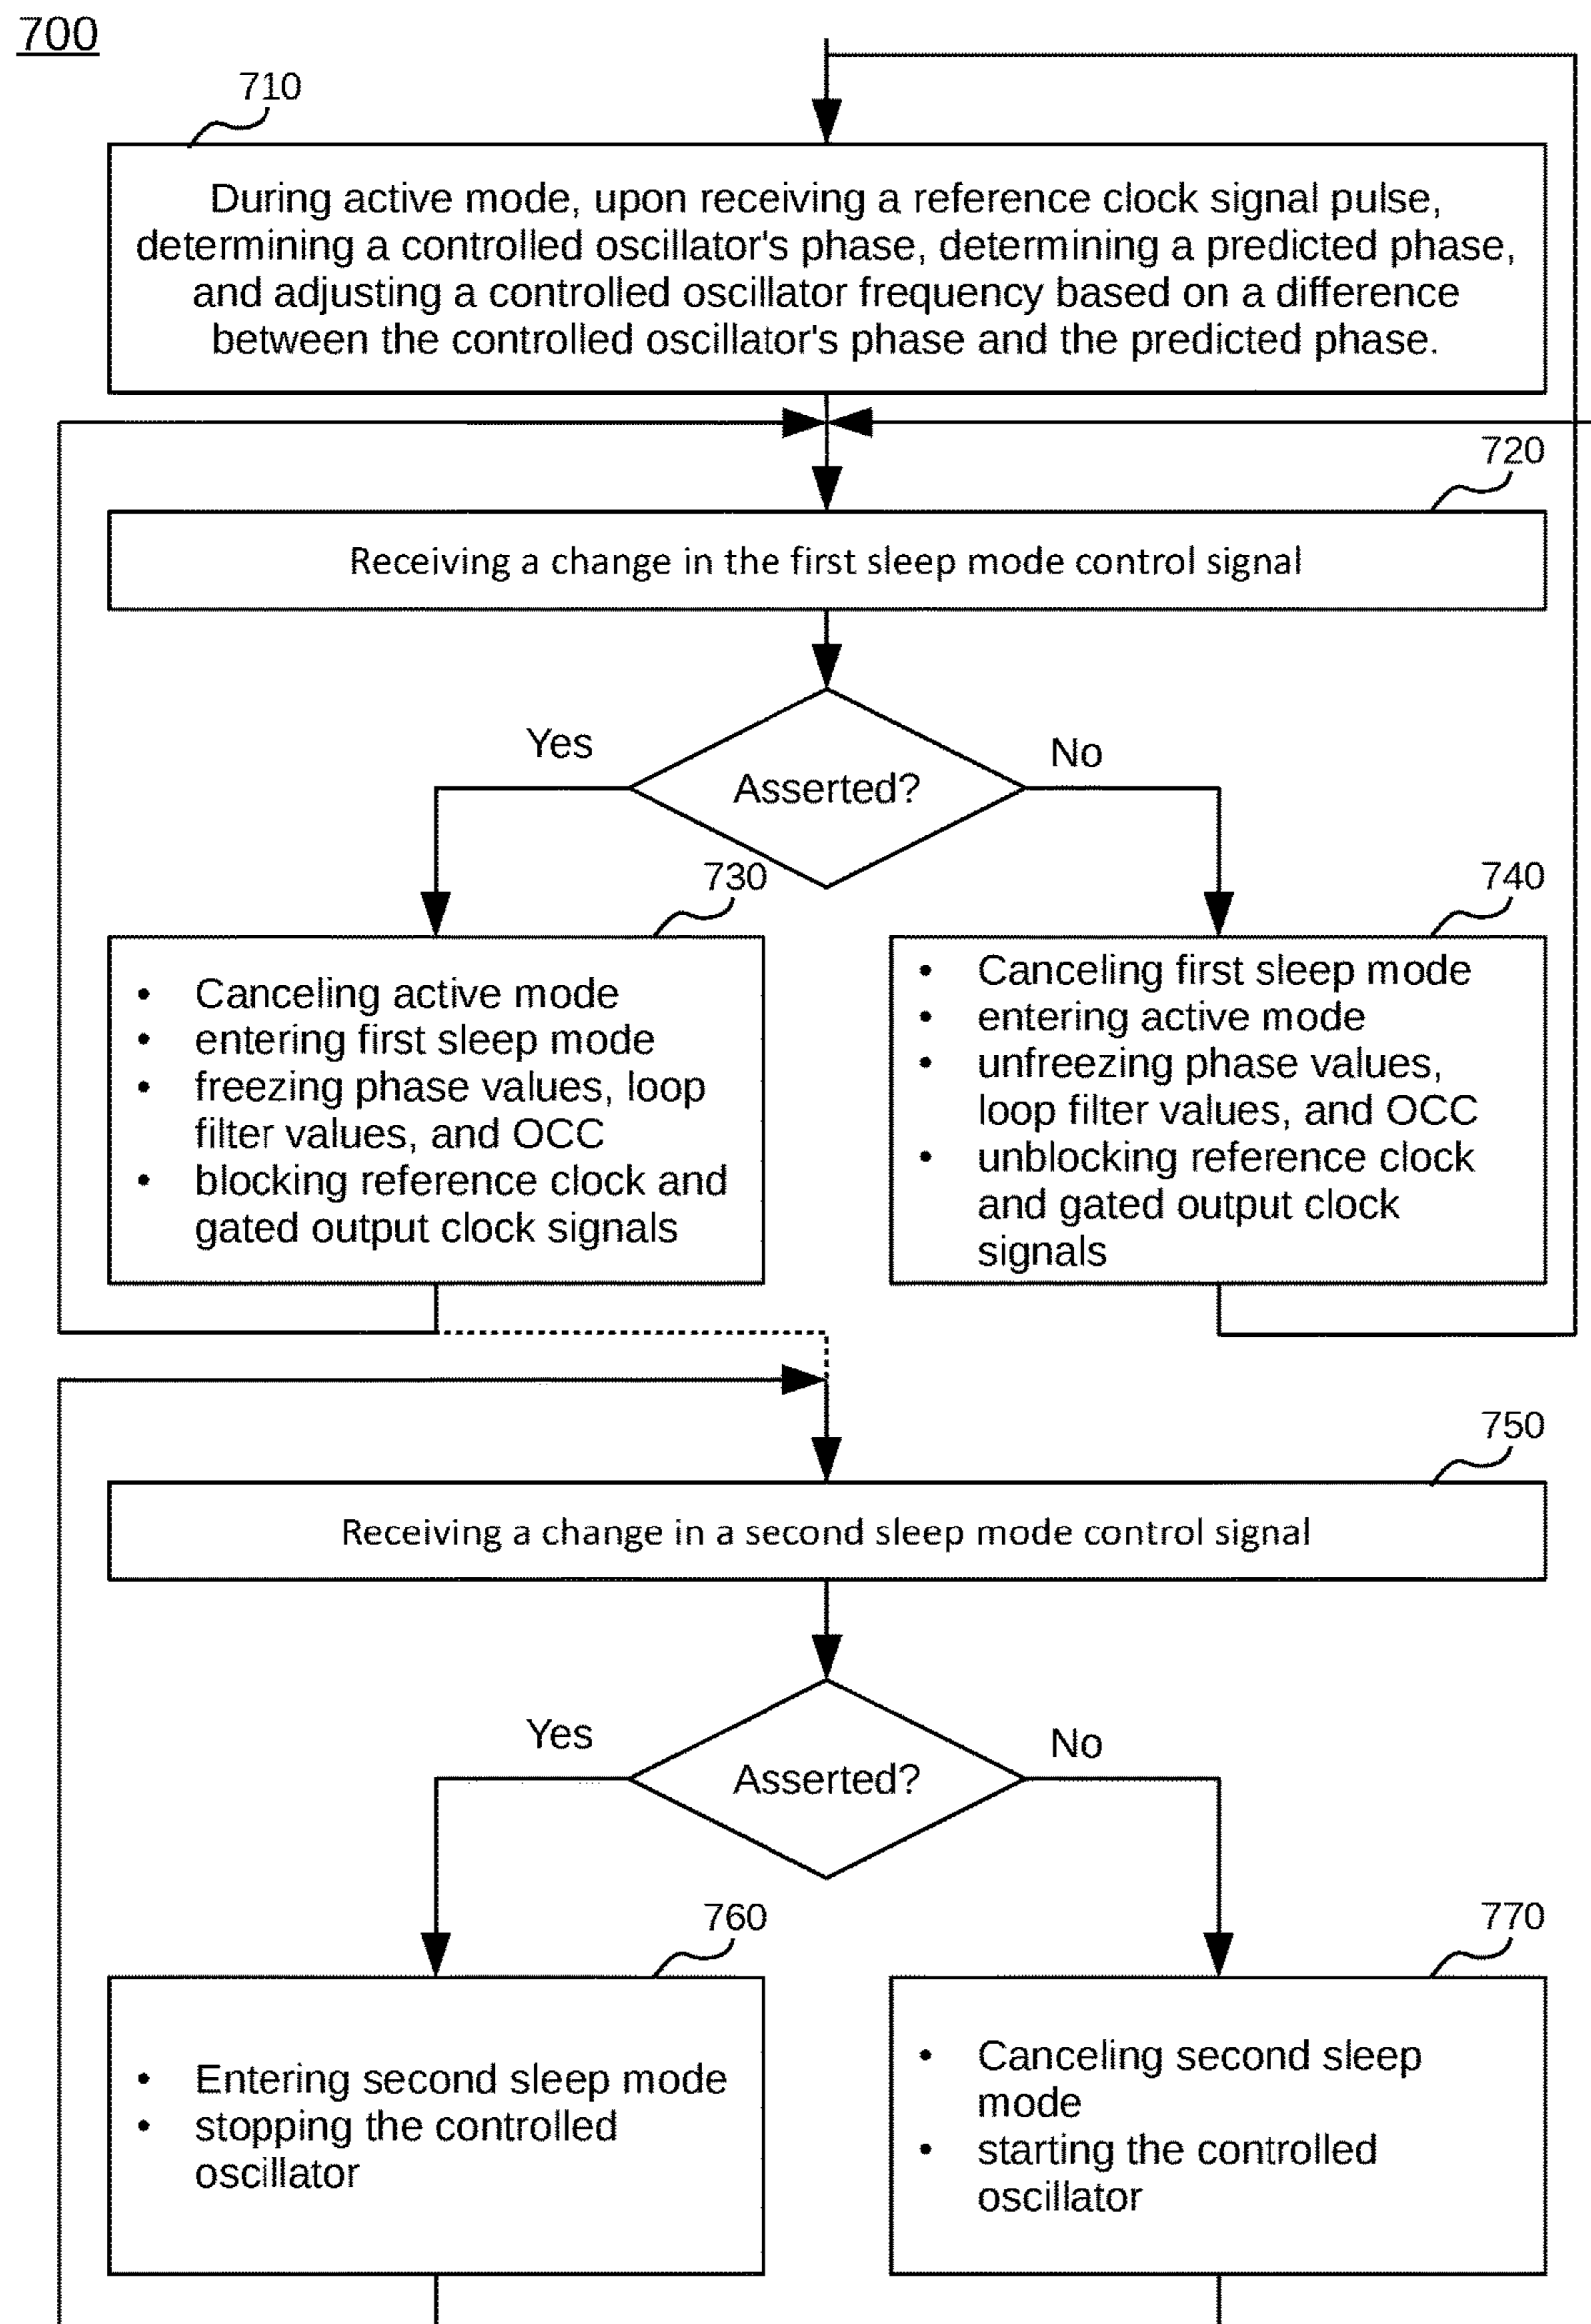 700
710
During active mode, upon receiving a reference clock signal pulse,
determining a controlled oscillator's phase, determining a predicted phase,
and adjusting a controlled oscillator frequency based on a difference
between the controlled oscillator's phase and the predicted phase.
720
Receiving a change in the first sleep mode control signal
Yes
No
Asserted?
730
• Canceling active mode
• entering first sleep mode
• freezing phase values, loop
filter values, and OCC
• blocking reference clock and
gated output clock signals
740
• Canceling first sleep mode
• entering active mode
• unfreezing phase values,
loop filter values, and OCC
• unblocking reference clock
and gated output clock
signals
750
Receiving a change in a second sleep mode control signal
Yes
No
Asserted?
760
• Entering second sleep mode
• stopping the controlled
oscillator
770
• Canceling second sleep
mode
• starting the controlled
oscillator